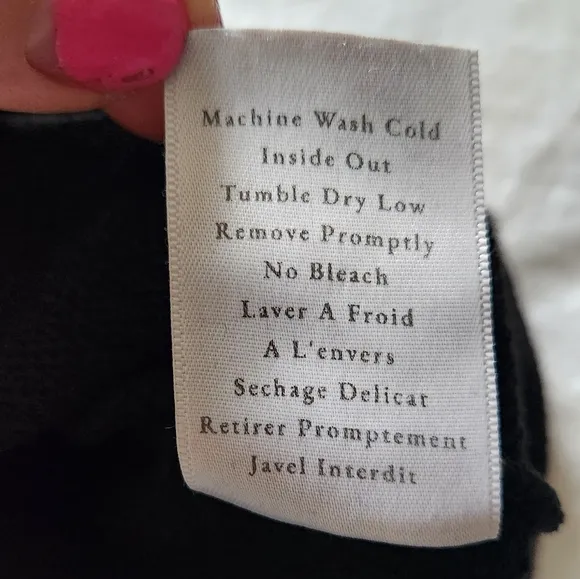 Machine Wash Cold
Inside Out
Tumble Dry Low
Remove Promptly
No Bleach
Laver A Froid
A L'envers
Sechage Delicat
Retirer Promptement
Javel Interdit